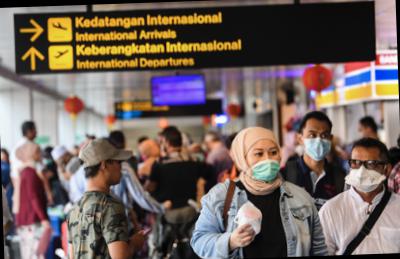 Kedatangan Internasional
International Arrivals
Keberangkatan Internasional
International Departures